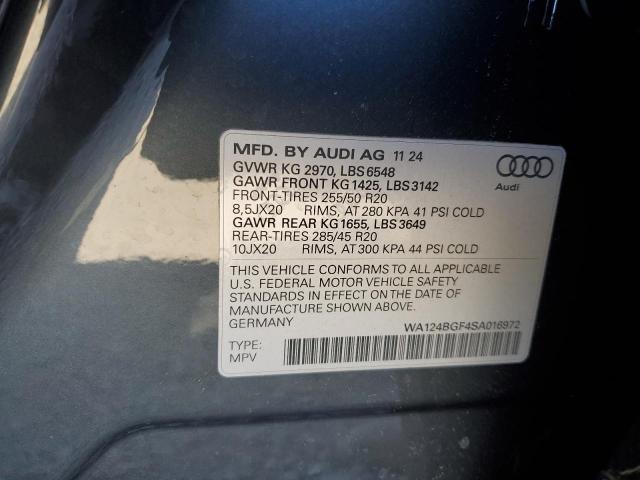 MFD. BY AUDI AG 11 24
GVWR KG 2970, LBS 6548
GAWR FRONT KG 1425, LBS 3142
FRONT-TIRES 255/50 R20
8,5JX20 RIMS, AT 280 KPA 41 PSI COLD
GAWR REAR KG1655, LBS 3649
REAR-TIRES 285/45 R20
10JX20 RIMS, AT 300 KPA 44 PSI COLD
Audi
THIS VEHICLE CONFORMS TO ALL APPLICABLE
U.S. FEDERAL MOTOR VEHICLE SAFETY
STANDARDS IN EFFECT ON THE DATE OF
MANUFACTURE SHOWN ABOVE.
GERMANY
WA124BGF4SA016972
TYPE:
MPV